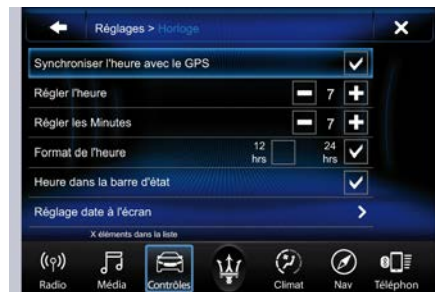 Réglages > Horloge
Synchroniser l'heure avec le GPS
Régler l'heure 7
Régler les Minutes 7
Format de l'heure 12 hrs 24 hrs
Heure dans la barre d'état
Réglage date à l'écran
X éléments dans la liste
Radio Média Contrôles Climat Nav Téléphon